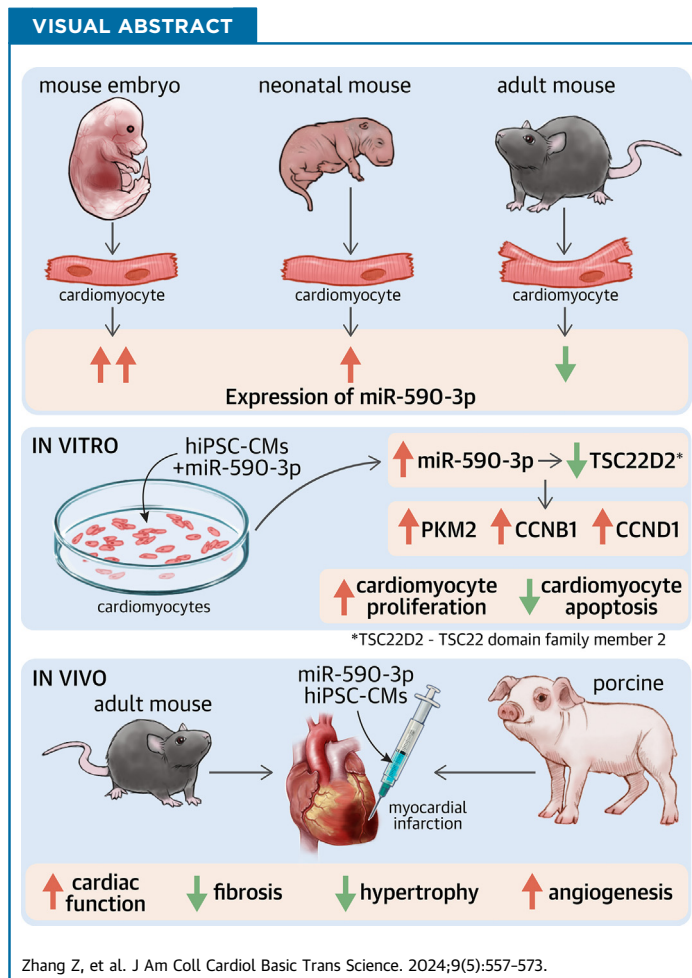 VISUAL ABSTRACT
mouse embryo
neonatal mouse
adult mouse
cardiomyocyte
cardiomyocyte
cardiomyocyte
Expression of miR-590-3p
IN VITRO
hiPSC-CMs
+miR-590-3p
cardiomyocytes
miR-590-3p
TSC22D2*
PKM2
CCNB1
CCND1
cardiomyocyte
proliferation
cardiomyocyte
apoptosis
*TSC22D2 - TSC22 domain family member 2
IN VIVO
adult mouse
miR-590-3p
hiPSC-CMs
porcine
myocardial
infarction
cardiac
function
fibrosis
hypertrophy
angiogenesis
Zhang Z, et al. J Am Coll Cardiol Basic Trans Science. 2024;9(5):557-573.